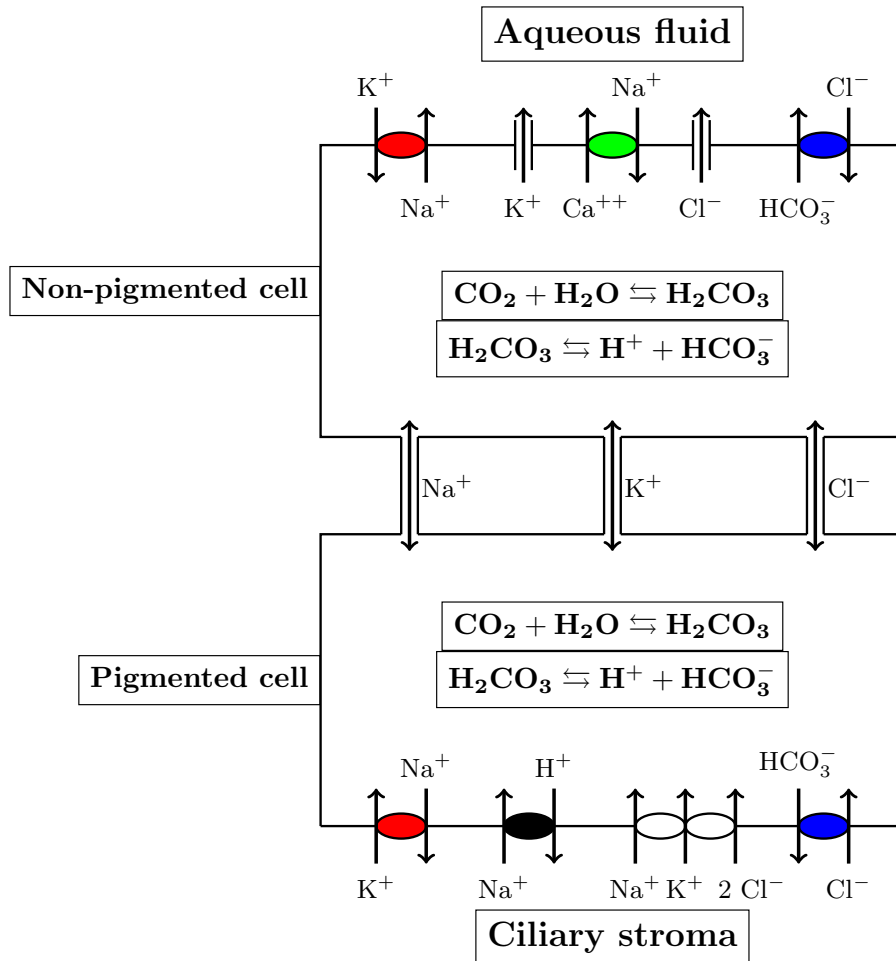 Aqueous fluid
K⁺ Na⁺ Cl⁻
Na⁺ K⁺ Ca⁺⁺ Cl⁻ HCO₃⁻
Non-pigmented cell
CO₂ + H₂O ⇆ H₂CO₃
H₂CO₃ ⇆ H⁺ + HCO₃⁻
Na⁺ K⁺ Cl⁻
CO₂ + H₂O ⇆ H₂CO₃
Pigmented cell
H₂CO₃ ⇆ H⁺ + HCO₃⁻
Na⁺ H⁺ HCO₃⁻
K⁺ Na⁺ Na⁺ K⁺ 2 Cl⁻ Cl⁻
Ciliary stroma